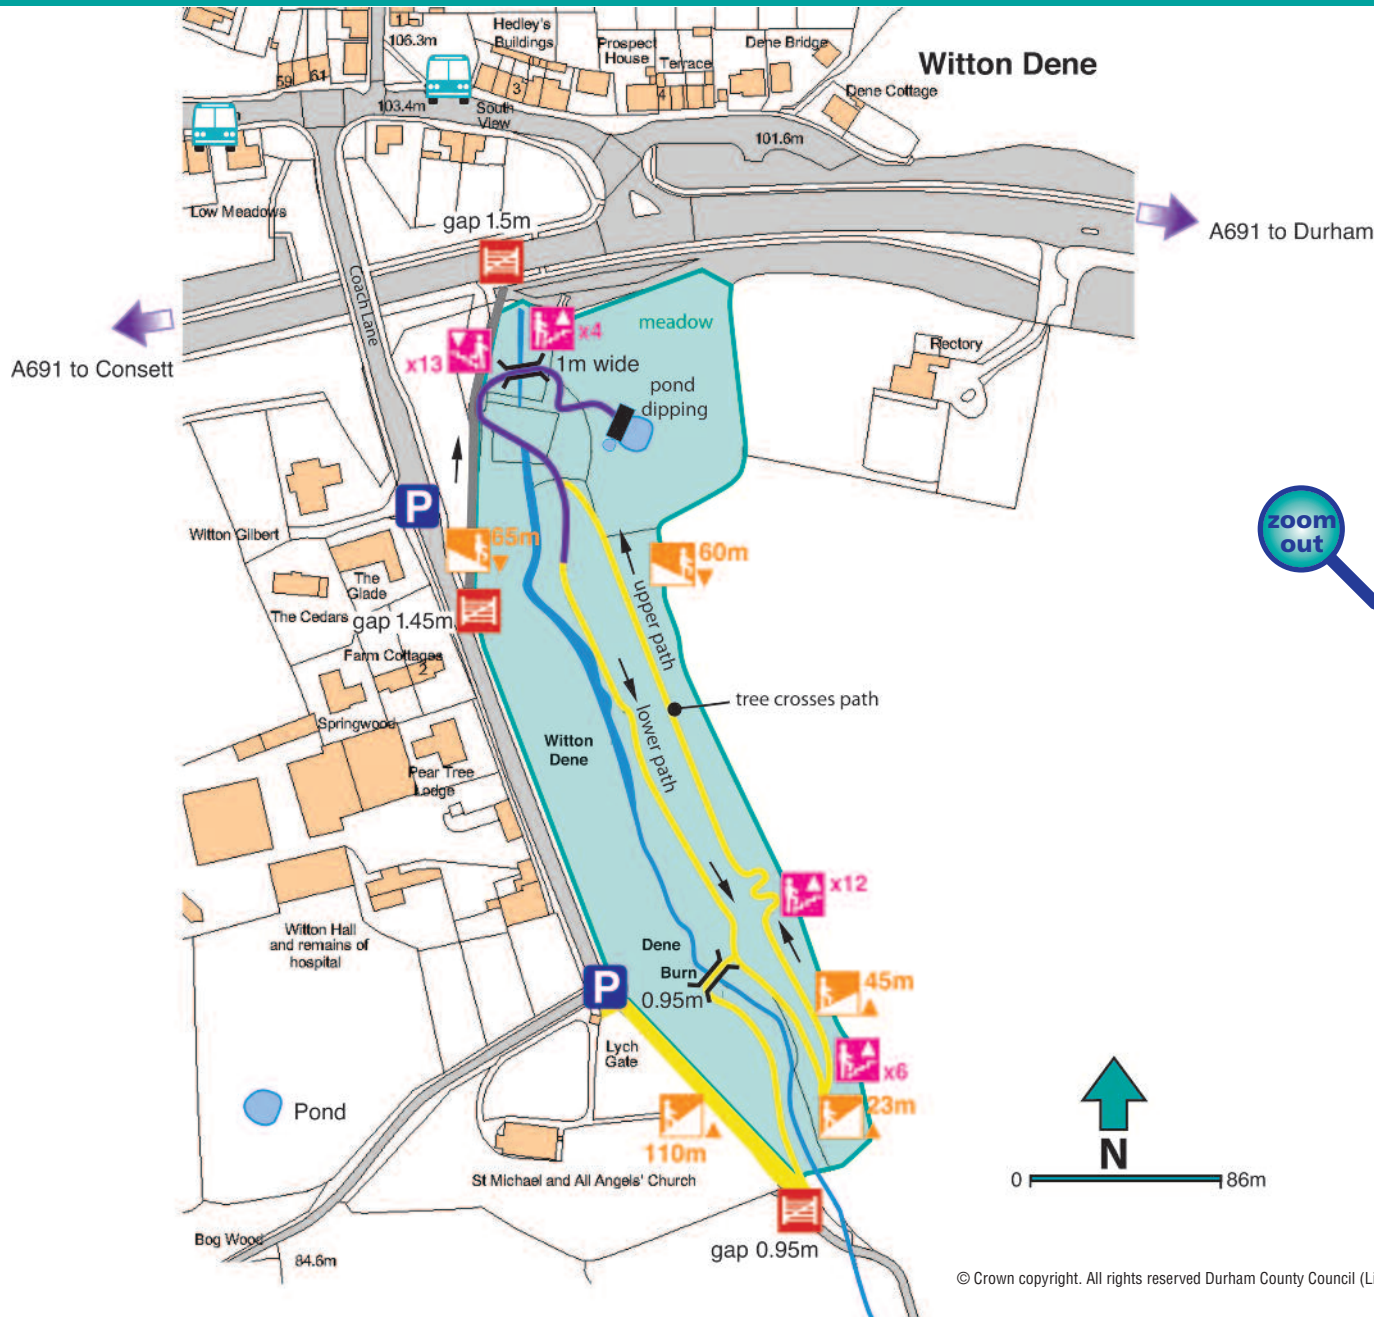 Witton Dene
1
106.3m
Hedley's
Buildings
Prospect
House
Terrace
Dene Bridge
59
61
3
4
Dene Cottage
103.4m
South
View
101.6m
Low Meadows
gap 1.5m
A691 to Durham
Coach Lane
A691 to Consett
x13
x4
meadow
1m wide
pond
dipping
Rectory
P
Witton Gilbert
65m
60m
zoom
out
The
Glade
The Cedars
gap 1.45m
upper path
Farm Cottages
2
tree crosses path
lower path
Springwood
Witton
Dene
Pear Tree
Lodge
x12
Witton Hall
and remains of
hospital
Dene
Burn
P
0.95m
45m
Lych
Gate
x6
Pond
23m
110m
N
St Michael and All Angels' Church
0
86m
Bog Wood
84.6m
gap 0.95m
© Crown copyright. All rights reserved Durham County Council (Li